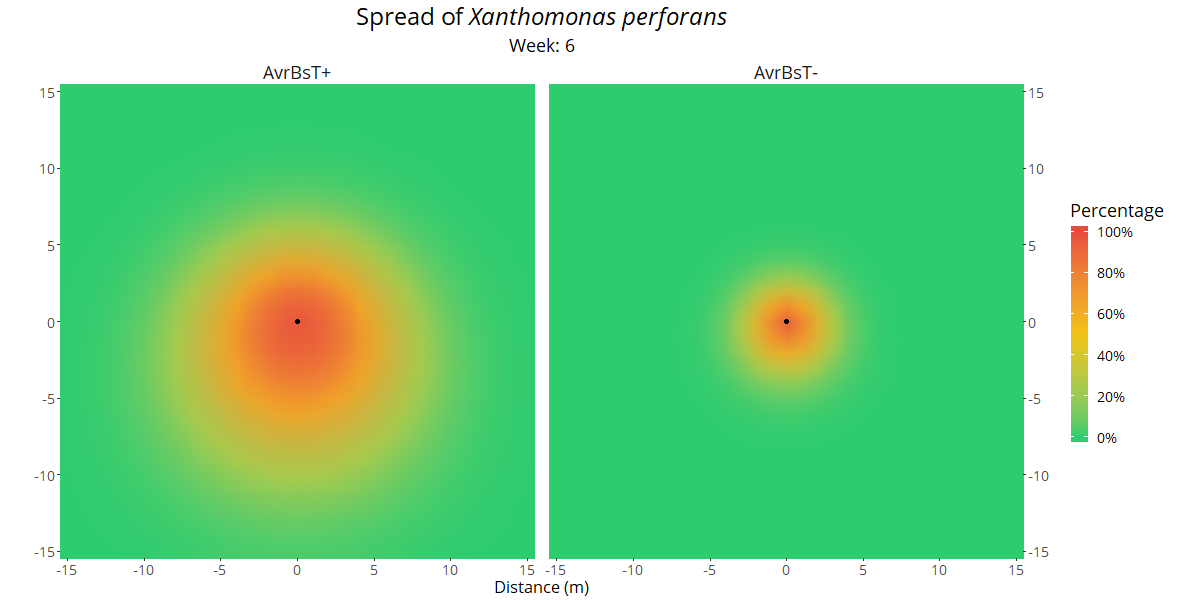 Spread of Xanthomonas perforans
Week: 6
AvrBsT+
AvrBsT-
15
10
5
0
-5
-10
-15
-15 -10 -5 0 5 10 15
-15 -10 -5 0 5 10 15
15
10
5
0
-5
-10
-15
Distance (m)
Percentage
100%
80%
60%
40%
20%
0%